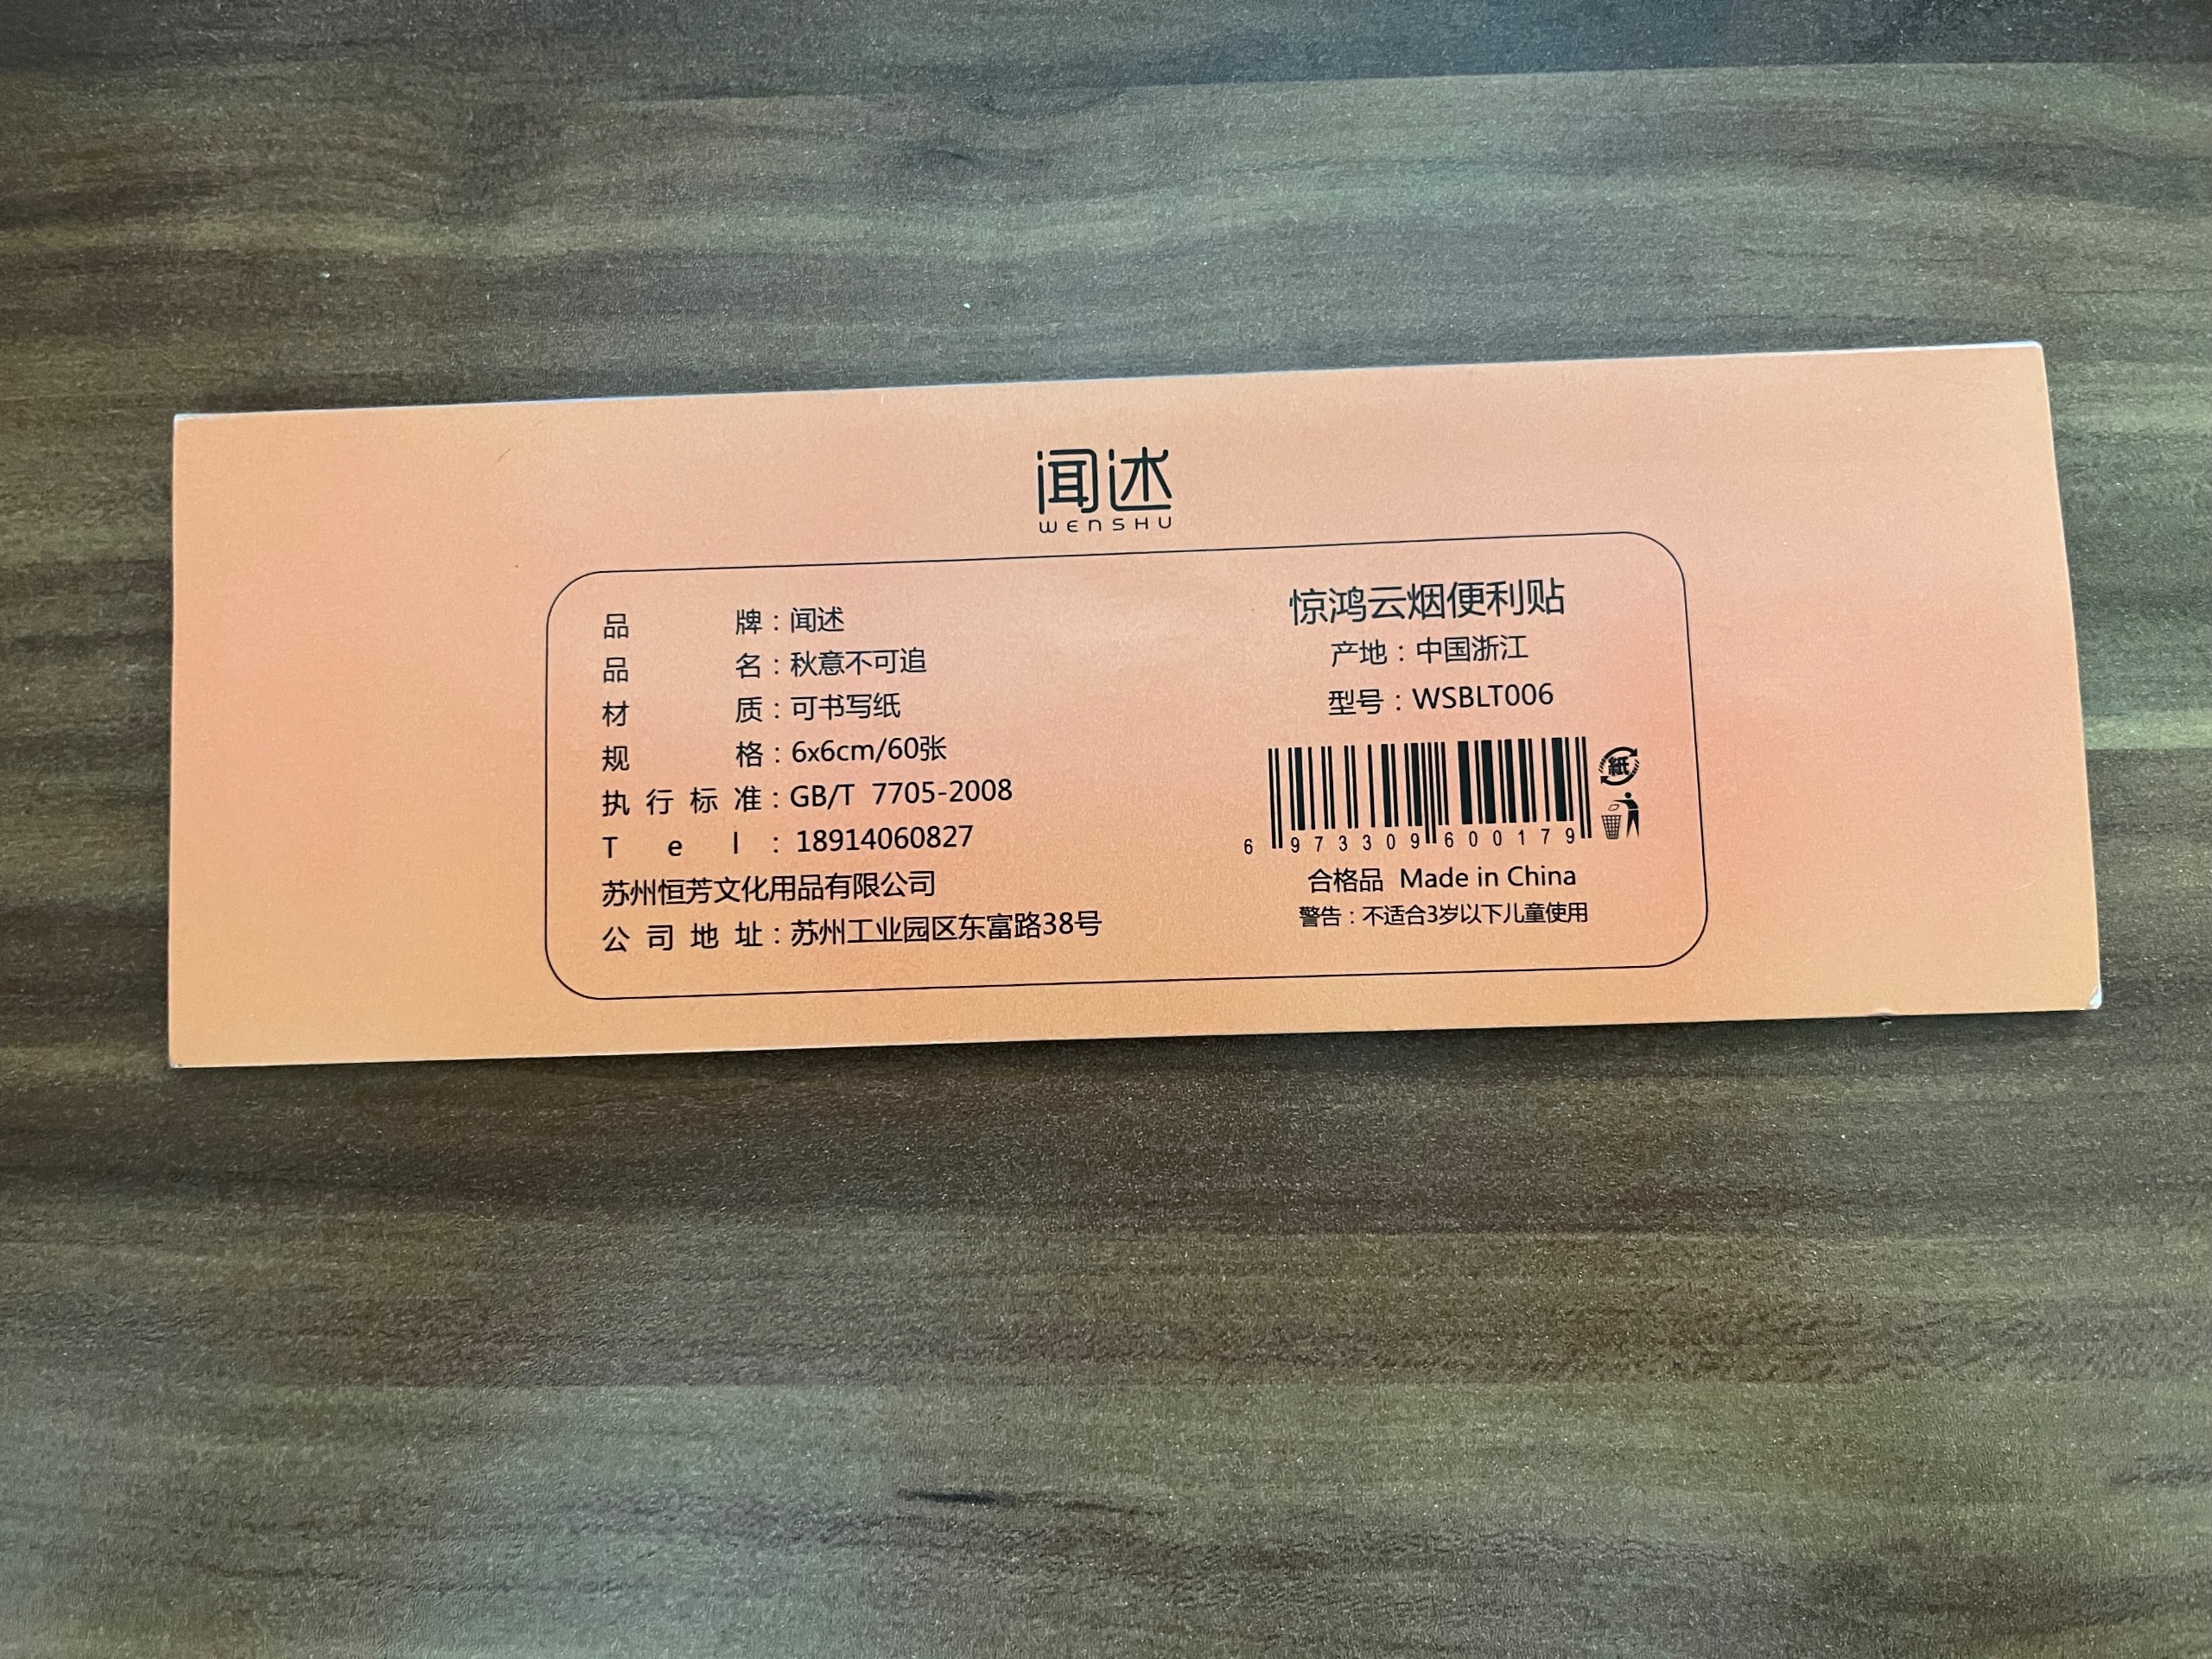 闻述
WENSHU
品牌：闻述
品名：秋意不可追
材质：可书写纸
规格：6x6cm/60张
执行标准：GB/T 7705-2008
Tel：18914060827
苏州恒芳文化用品有限公司
公司地址：苏州工业园区东富路38号
惊鸿云烟便利贴
产地：中国浙江
型号：WSBLT006
紙
6 973309 600179
合格品 Made in China
警告：不适合3岁以下儿童使用